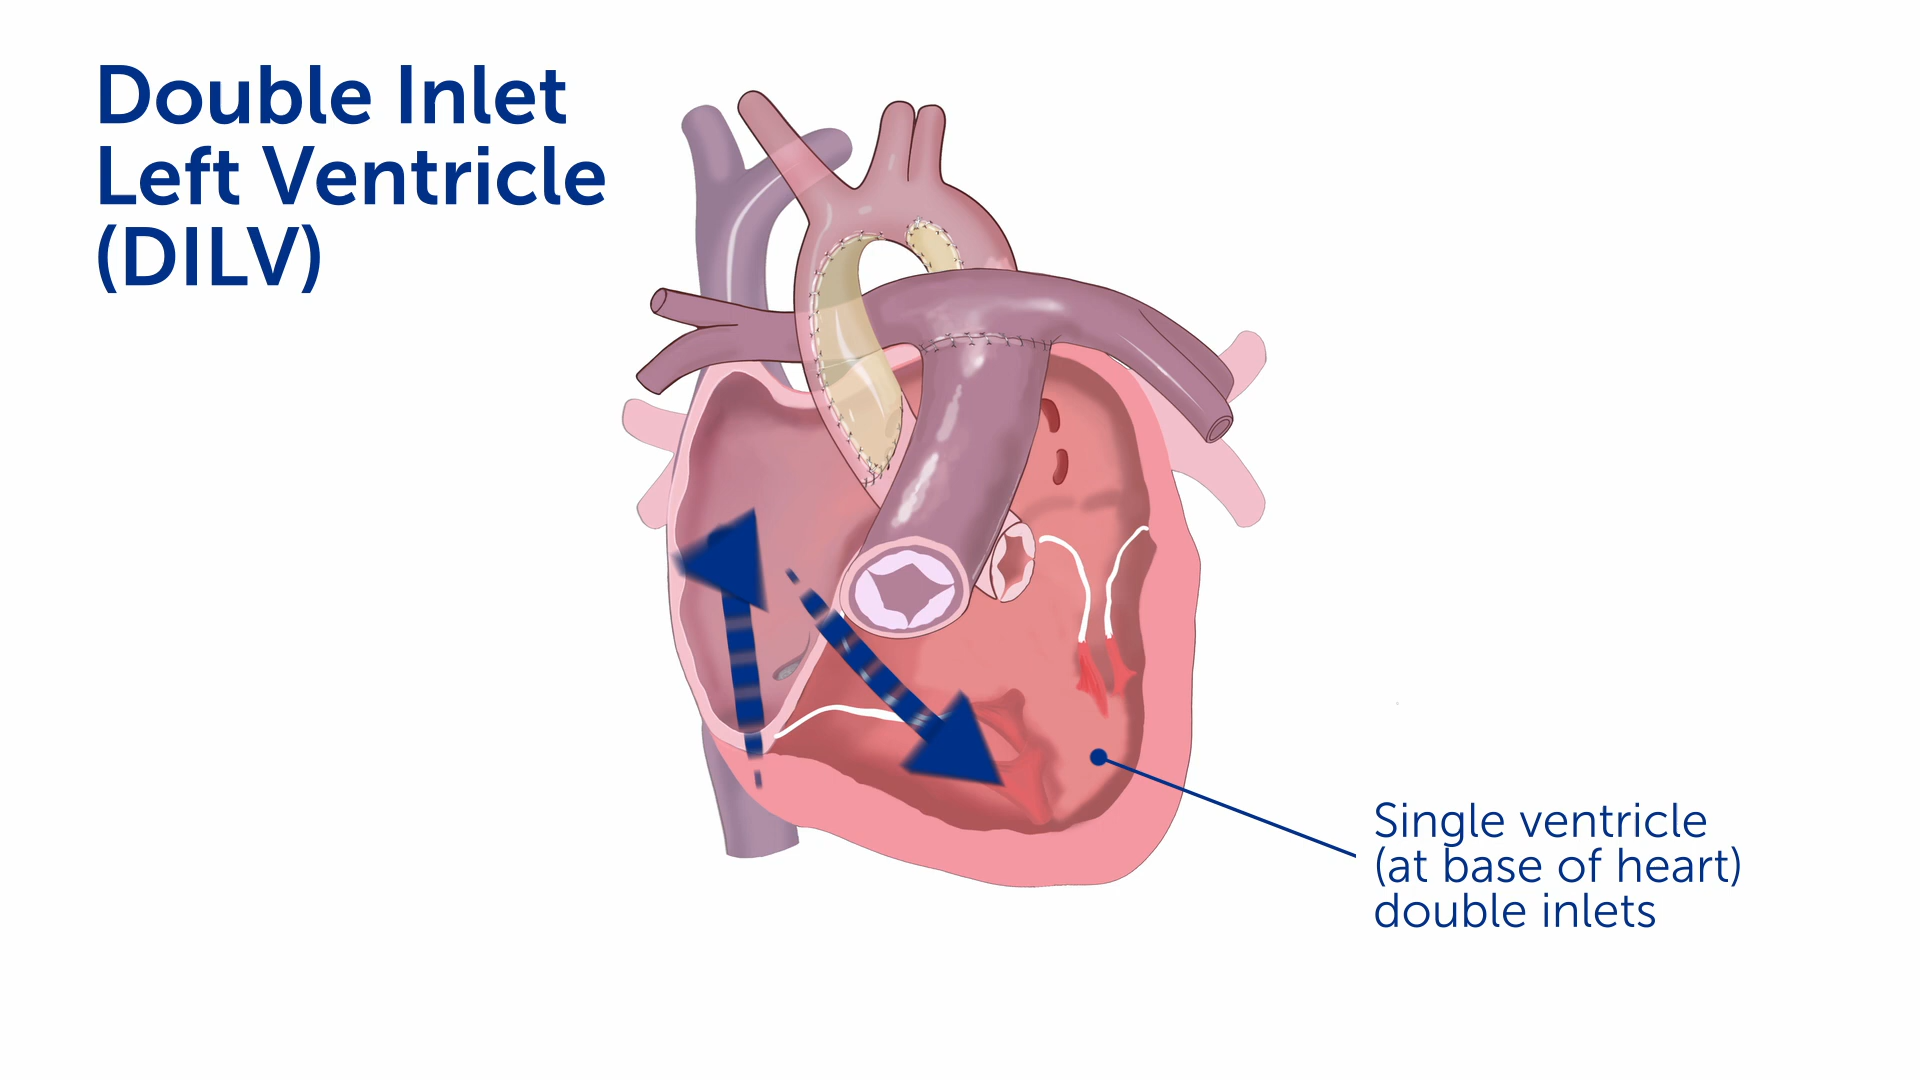 Double Inlet
Left Ventricle
(DILV)
Single ventricle
(at base of heart)
double inlets